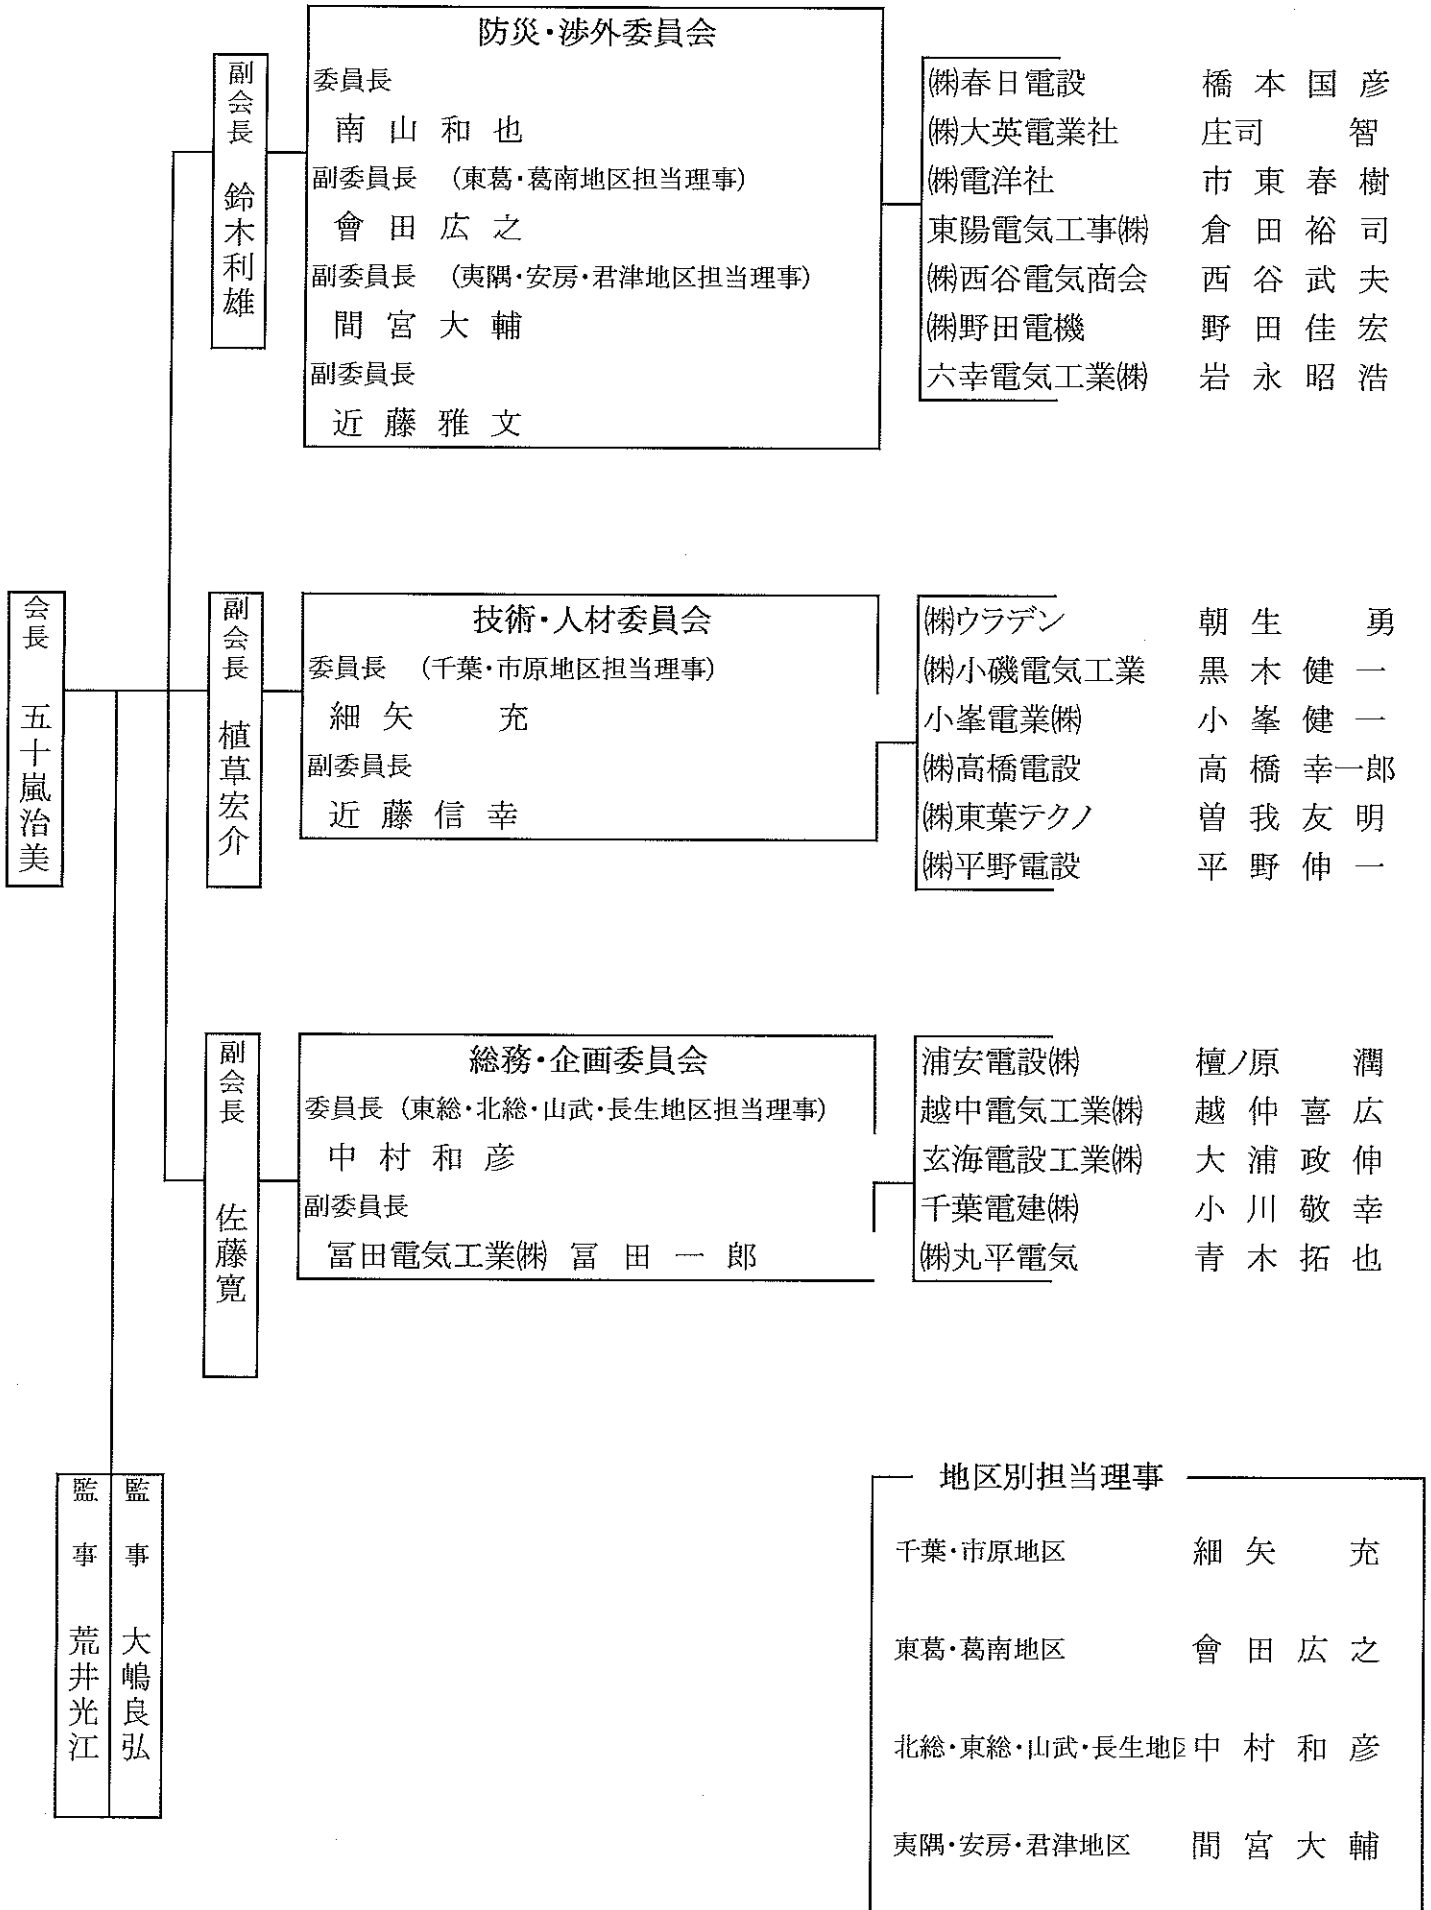 会長 五十嵐治美
副会長 鈴木利雄
防災・渉外委員会
委員長
南山和也
副委員長 (東葛・葛南地区担当理事)
會田広之
副委員長 (夷隅・安房・君津地区担当理事)
間宮大輔
副委員長
近藤雅文
㈱春日電設 橋本国彦
㈱大英電業社 庄司 智
㈱電洋社 市東春樹
東陽電気工事㈱ 倉田裕司
㈱西谷電気商会 西谷武夫
㈱野田電機 野田佳宏
六幸電気工業㈱ 岩永昭浩
副会長 植草宏介
技術・人材委員会
委員長 (千葉・市原地区担当理事)
細矢 充
副委員長
近藤信幸
㈱ウラデン 朝生 勇
㈱小磯電気工業 黒木健一
小峯電業㈱ 小峯健一
㈱高橋電設 高橋幸一郎
㈱東葉テクノ 曽我友明
㈱平野電設 平野伸一
副会長 佐藤寛
総務・企画委員会
委員長 (東総・北総・山武・長生地区担当理事)
中村和彦
副委員長
冨田電気工業㈱ 冨田一郎
浦安電設㈱ 檀ノ原 潤
越中電気工業㈱ 越仲喜広
玄海電設工業㈱ 大浦政伸
千葉電建㈱ 小川敬幸
㈱丸平電気 青木拓也
監事 大嶋良弘
監事 荒井光江
地区別担当理事
千葉・市原地区 細矢 充
東葛・葛南地区 會田広之
北総・東総・山武・長生地区 中村和彦
夷隅・安房・君津地区 間宮大輔